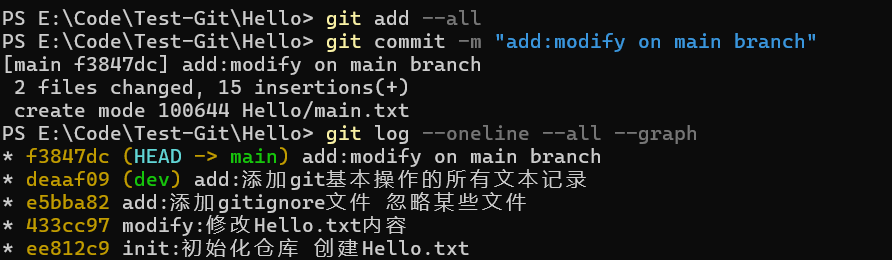 PS E:\Code\Test-Git\Hello> git add --all
PS E:\Code\Test-Git\Hello> git commit -m "add:modify on main branch"
[main f3847dc] add:modify on main branch
 2 files changed, 15 insertions(+)
 create mode 100644 Hello/main.txt
PS E:\Code\Test-Git\Hello> git log --oneline --all --graph
* f3847dc (HEAD -> main) add:modify on main branch
* deaaf09 (dev) add:添加git基本操作的所有文本记录
* e5bba82 add:添加gitignore文件 忽略某些文件
* 433cc97 modify:修改Hello.txt内容
* ee812c9 init:初始化仓库 创建Hello.txt